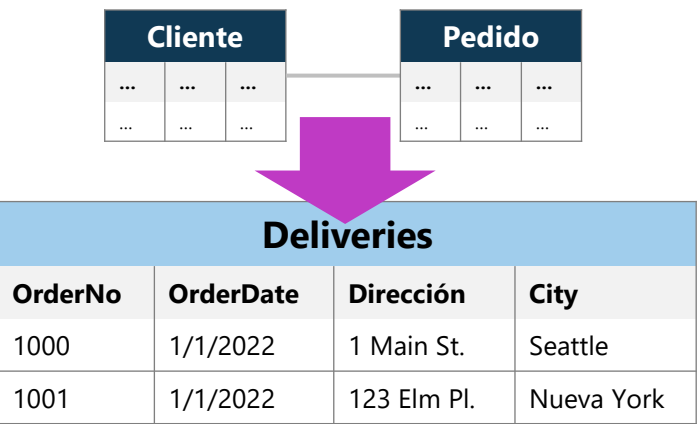 Cliente Pedido
... ... ... ... ... ...
... ... ... ... ... ...
Deliveries
OrderNo OrderDate Dirección City
1000 1/1/2022 1 Main St. Seattle
1001 1/1/2022 123 Elm Pl. Nueva York